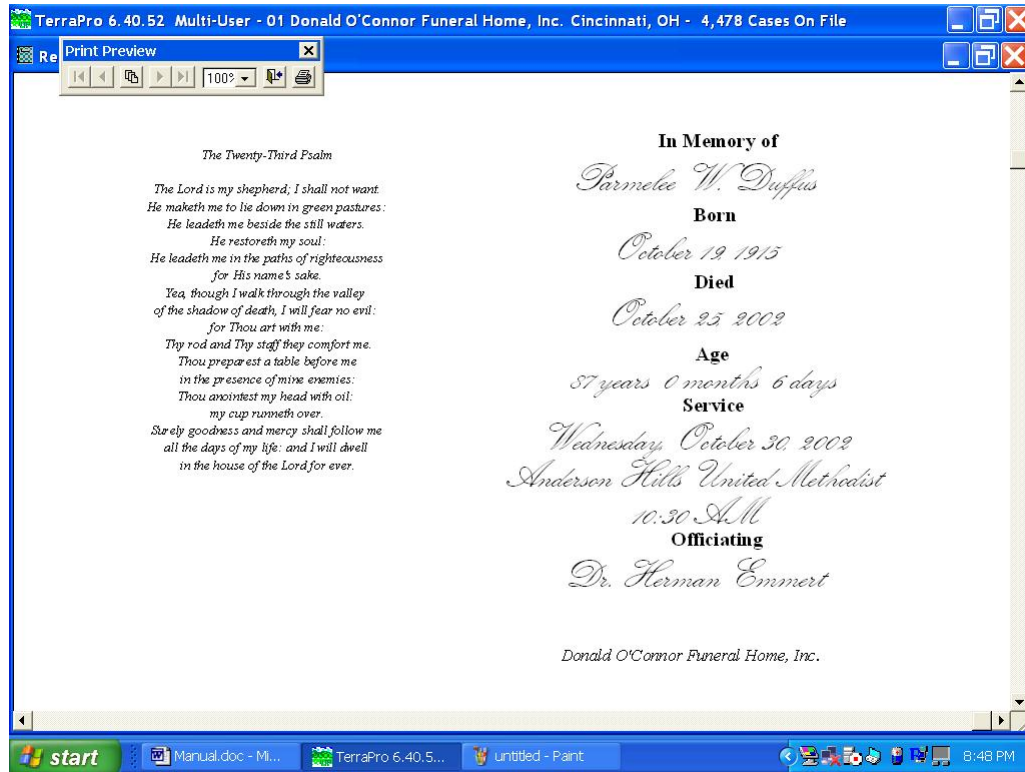 TerraPro 6.40.52 Multi-User - 01 Donald O'Connor Funeral Home, Inc. Cincinnati, OH - 4,478 Cases On File
Re
Print Preview
100%
The Twenty-Third Psalm
The Lord is my shepherd; I shall not want.
He maketh me to lie down in green pastures:
He leadeth me beside the still waters.
He restoreth my soul:
He leadeth me in the paths of righteousness
for His name's sake.
Yea, though I walk through the valley
of the shadow of death, I will fear no evil:
for Thou art with me:
Thy rod and Thy staff they comfort me.
Thou preparest a table before me
in the presence of mine enemies:
Thou anointest my head with oil:
my cup runneth over.
Surely goodness and mercy shall follow me
all the days of my life: and I will dwell
in the house of the Lord for ever.
In Memory of
Parmelee W. Duffus
Born
October 19, 1915
Died
October 25, 2002
Age
87 years 0 months 6 days
Service
Wednesday, October 30, 2002
Anderson Hills United Methodist
10:30 AM
Officiating
Dr. Herman Emmert
Donald O'Connor Funeral Home, Inc.
start
Manual.doc - Mi...
TerraPro 6.40.5...
untitled - Paint
8:48 PM